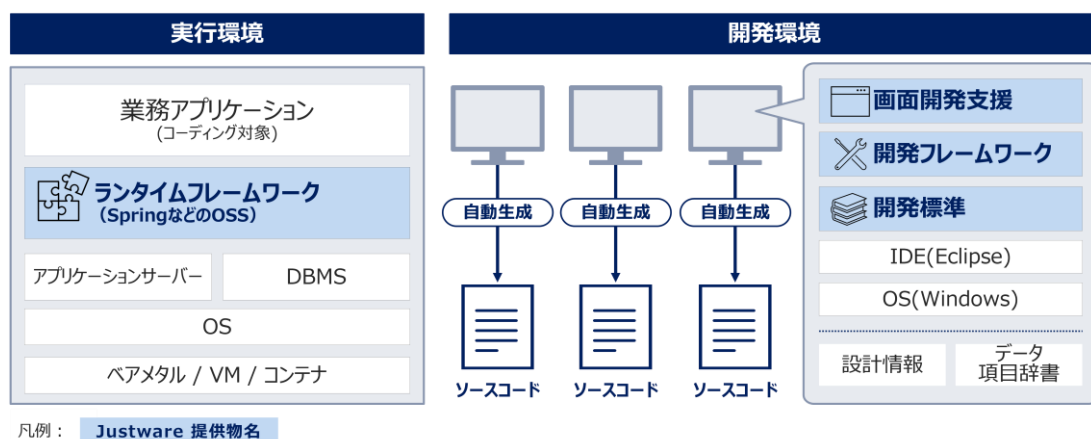 実行環境
業務アプリケーション
(コーディング対象)
ランタイムフレームワーク
（SpringなどのOSS）
アプリケーションサーバー
DBMS
OS
ベアメタル / VM / コンテナ
開発環境
自動生成
自動生成
自動生成
ソースコード
ソースコード
ソースコード
画面開発支援
開発フレームワーク
開発標準
IDE(Eclipse)
OS(Windows)
設計情報
データ
項目辞書
凡例：
Justware 提供物名